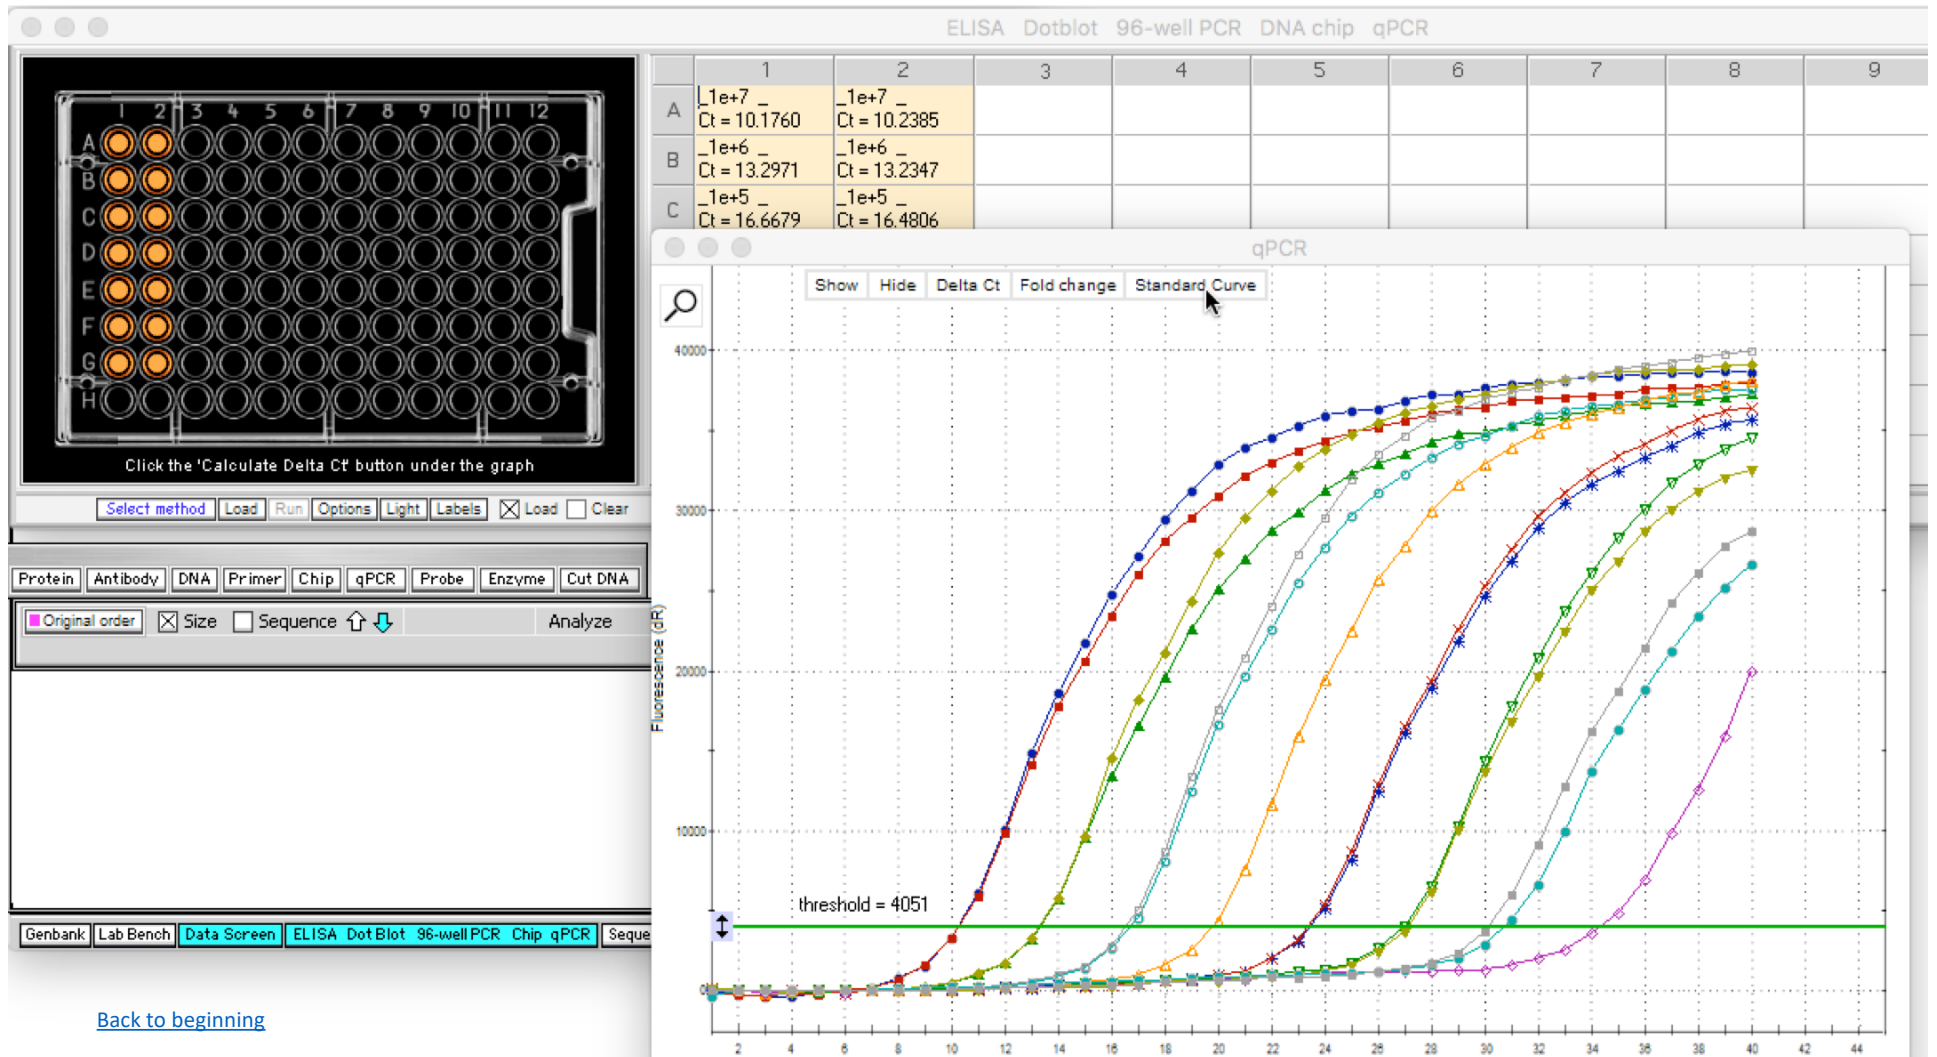 ELISA Dotblot 96-well PCR DNA chip qPCR
1 2 3 4 5 6 7 8 9 10 11 12
A
B
C
D
E
F
G
H
Click the 'Calculate Delta Ct' button under the graph
Select method Load Run Options Light Labels Load Clear
Protein Antibody DNA Primer Chip qPCR Probe Enzyme Cut DNA
Original order Size Sequence Analyze
Genbank Lab Bench Data Screen ELISA Dot Blot 96-well PCR Chip qPCR Seque
Back to beginning
1 2 3 4 5 6 7 8 9
A _1e+7 _ _1e+7 _
Ct = 10.1760 Ct = 10.2385
B _1e+6 _ _1e+6 _
Ct = 13.2971 Ct = 13.2347
C _1e+5 _ _1e+5 _
Ct = 16.6679 Ct = 16.4806
qPCR
Show Hide Delta Ct Fold change Standard Curve
40000
30000
20000
10000
0
Fluorescence (dR)
threshold = 4051
2 4 6 8 10 12 14 16 18 20 22 24 26 28 30 32 34 36 38 40 42 44